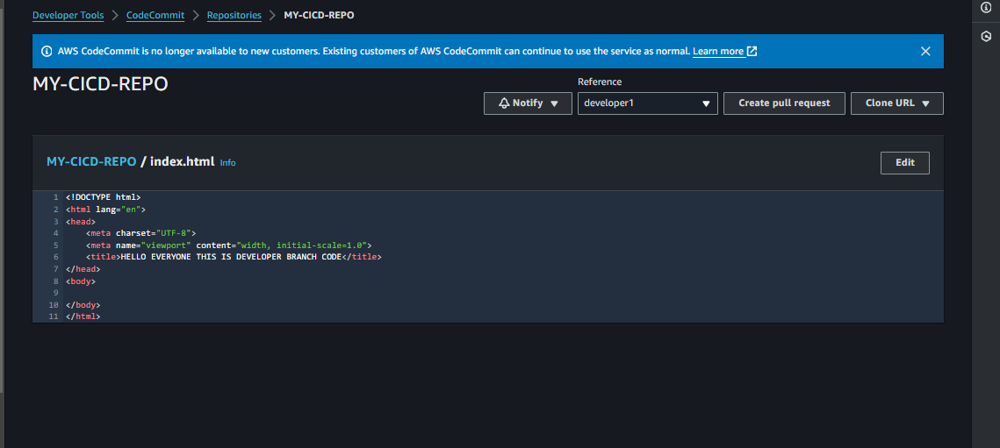 Developer Tools > CodeCommit > Repositories > MY-CICD-REPO
AWS CodeCommit is no longer available to new customers. Existing customers of AWS CodeCommit can continue to use the service as normal. Learn more
MY-CICD-REPO
Reference
Notify ▼ developer1 ▼ Create pull request Clone URL ▼
MY-CICD-REPO / index.html Info Edit
1 <!DOCTYPE html>
2 <html lang="en">
3 <head>
4 <meta charset="UTF-8">
5 <meta name="viewport" content="width, initial-scale=1.0">
6 <title>HELLO EVERYONE THIS IS DEVELOPER BRANCH CODE</title>
7 </head>
8 <body>
9
10 </body>
11 </html>